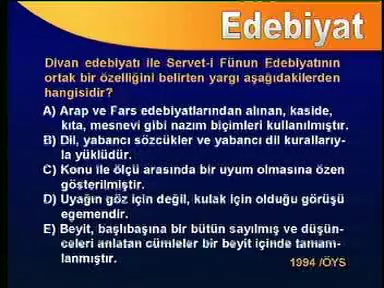 Edebiyat
Divan edebiyatı ile Servet-i Fünun Edebiyatının
ortak bir özelliğini belirten yargı aşağıdakilerden
hangisidir?
A) Arap ve Fars edebiyatlarından alınan, kaside,
kıta, mesnevi gibi nazım biçimleri kullanılmıştır.
B) Dil, yabancı sözcükler ve yabancı dil kurallarıy-
la yüklüdür.
C) Konu ile ölçü arasında bir uyum olmasına özen
gösterilmiştir.
D) Uyağın göz için değil, kulak için olduğu görüşü
egemendir.
E) Beyit, başlıbaşına bir bütün sayılmış ve düşün-
celeri anlatan cümleler bir beyit içinde tamam-
lanmıştır.
1994 /ÖYS